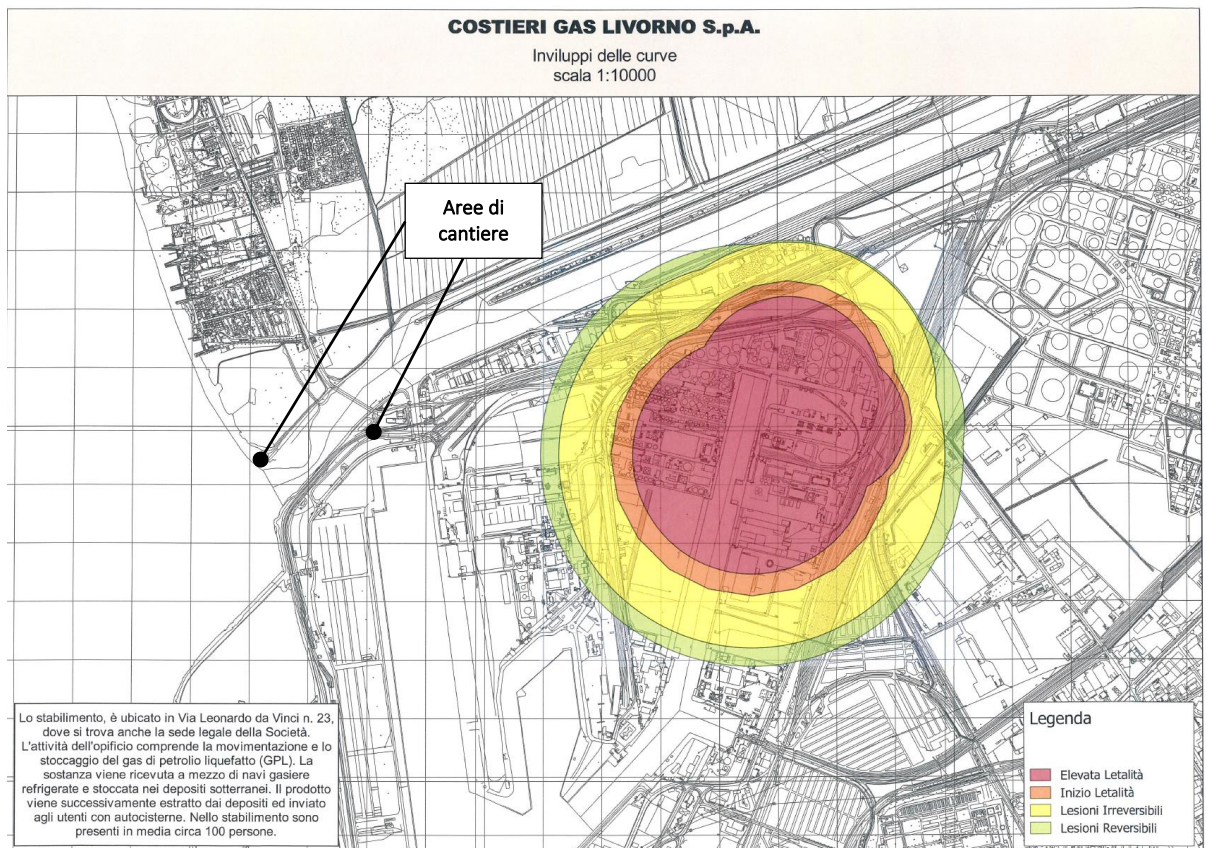 COSTIERI GAS LIVORNO S.p.A.
Inviluppi delle curve
scala 1:10000
Aree di
cantiere
Lo stabilimento, è ubicato in Via Leonardo da Vinci n. 23,
dove si trova anche la sede legale della Società.
L'attività dell'opificio comprende la movimentazione e lo
stoccaggio del gas di petrolio liquefatto (GPL). La
sostanza viene ricevuta a mezzo di navi gasiere
refrigerate e stoccata nei depositi sotterranei. Il prodotto
viene successivamente estratto dai depositi ed inviato
agli utenti con autocisterne. Nello stabilimento sono
presenti in media circa 100 persone.
Legenda
Elevata Letalità
Inizio Letalità
Lesioni Irreversibili
Lesioni Reversibili